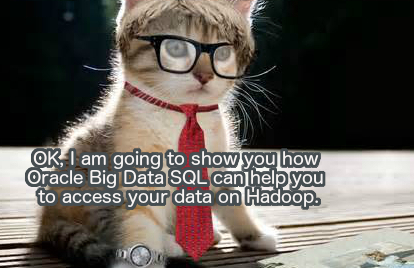 OK, I am going to show you how
Oracle Big Data SQL can help you
to access your data on Hadoop.